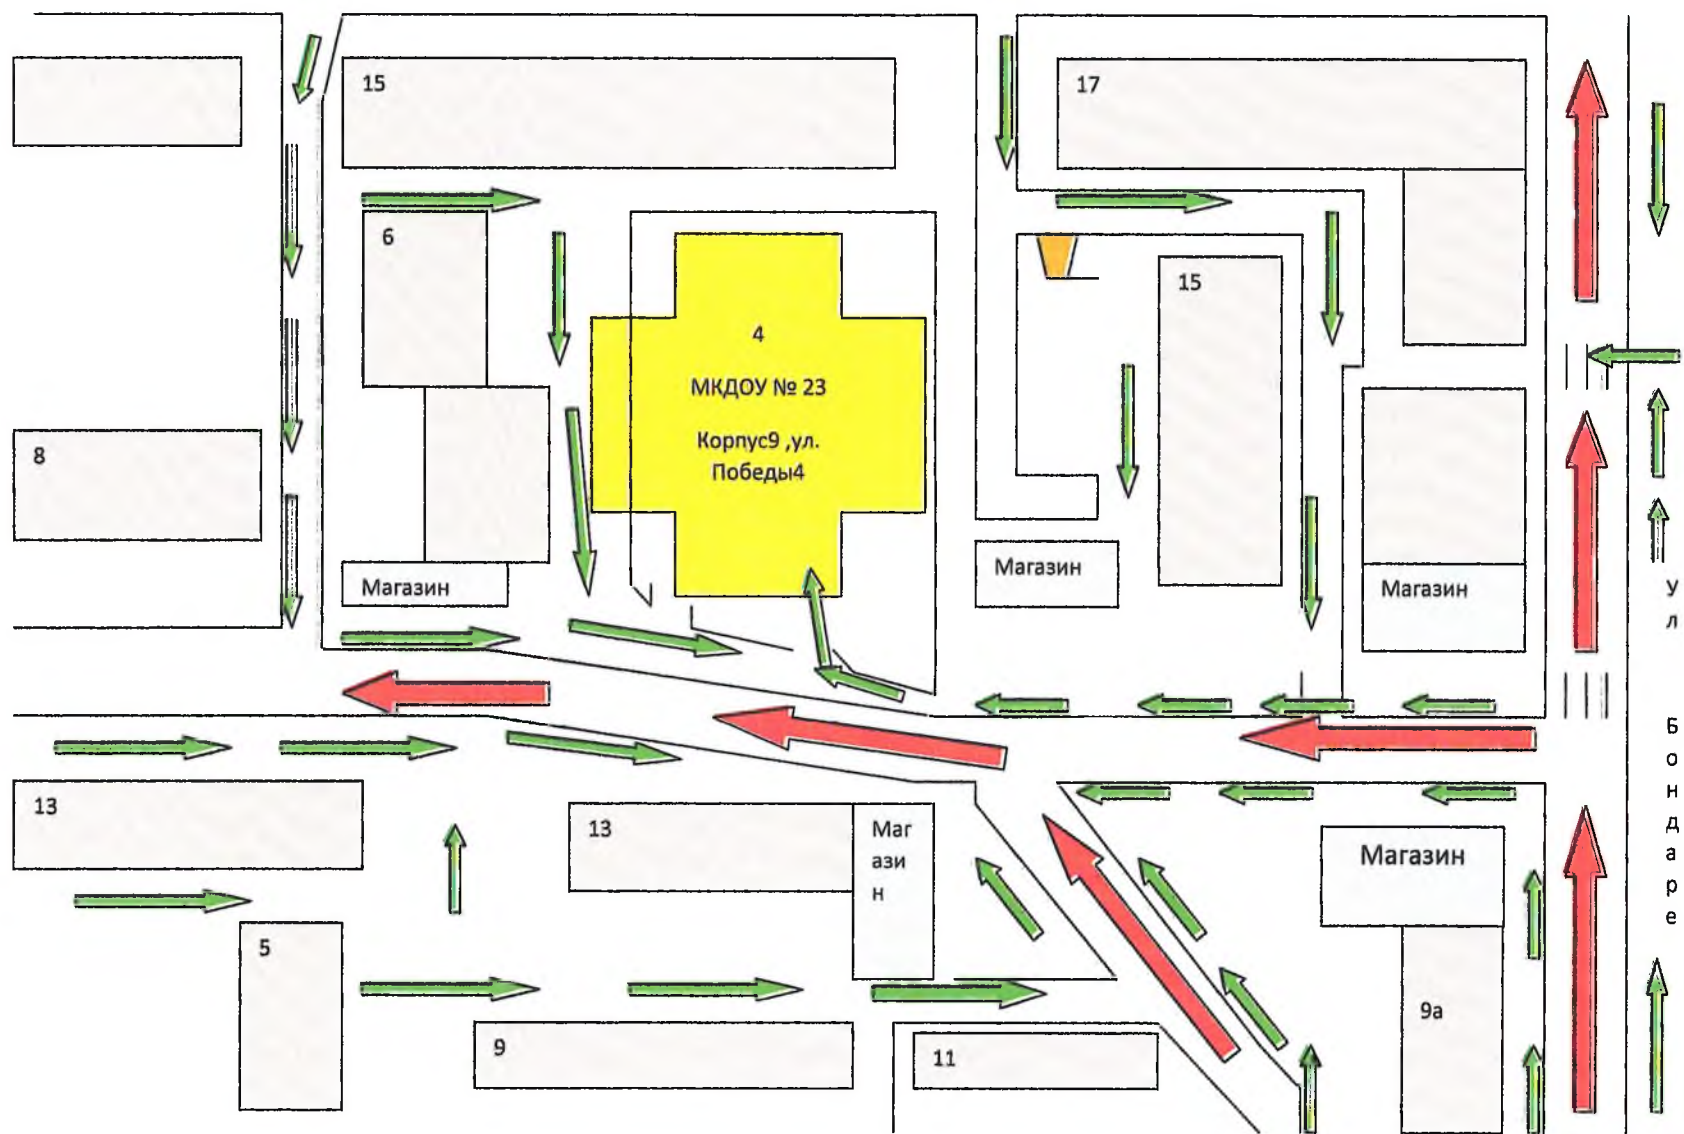 15
17
6
15
4
МКДОУ № 23
Корпус9 ,ул.
Победы4
8
Магазин
Магазин
Магазин
У
л
Б
о
н
д
а
р
е
13
13
Маг
ази
н
Магазин
5
9
11
9а